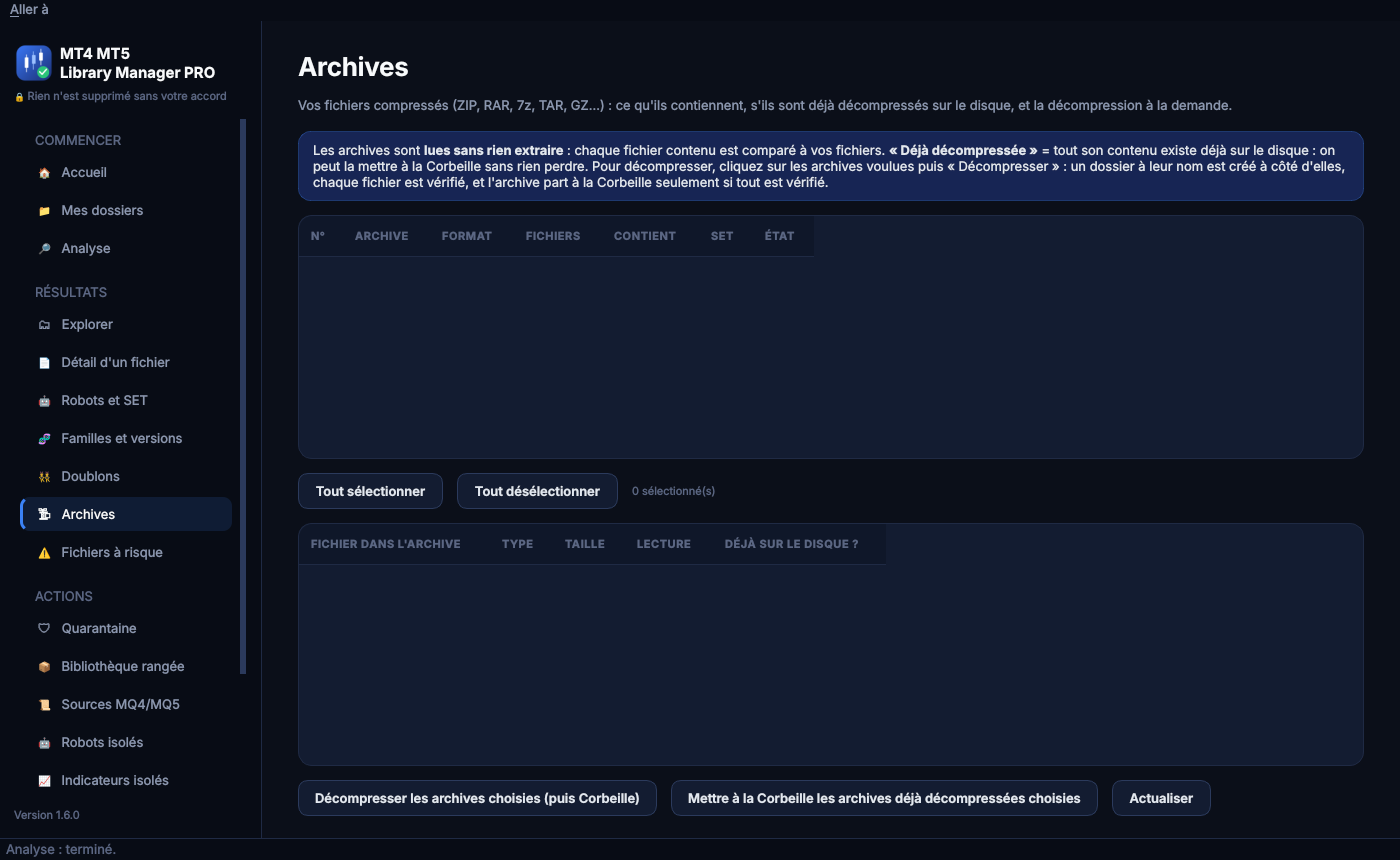 Aller à
MT4 MT5
Library Manager PRO
Rien n'est supprimé sans votre accord
COMMENCER
Accueil
Mes dossiers
Analyse
RÉSULTATS
Explorer
Détail d'un fichier
Robots et SET
Familles et versions
Doublons
Archives
Fichiers à risque
ACTIONS
Quarantaine
Bibliothèque rangée
Sources MQ4/MQ5
Robots isolés
Indicateurs isolés
Version 1.6.0
Archives
Vos fichiers compressés (ZIP, RAR, 7z, TAR, GZ…) : ce qu'ils contiennent, s'ils sont déjà décompressés sur le disque, et la décompression à la demande.
Les archives sont lues sans rien extraire : chaque fichier contenu est comparé à vos fichiers. « Déjà décompressée » = tout son contenu existe déjà sur le disque : on
peut la mettre à la Corbeille sans rien perdre. Pour décompresser, cliquez sur les archives voulues puis « Décompresser » : un dossier à leur nom est créé à côté d'elles,
chaque fichier est vérifié, et l'archive part à la Corbeille seulement si tout est vérifié.
N° ARCHIVE FORMAT FICHIERS CONTIENT SET ÉTAT
Tout sélectionner Tout désélectionner 0 sélectionné(s)
FICHIER DANS L'ARCHIVE TYPE TAILLE LECTURE DÉJÀ SUR LE DISQUE ?
Décompresser les archives choisies (puis Corbeille) Mettre à la Corbeille les archives déjà décompressées choisies Actualiser
Analyse : terminé.